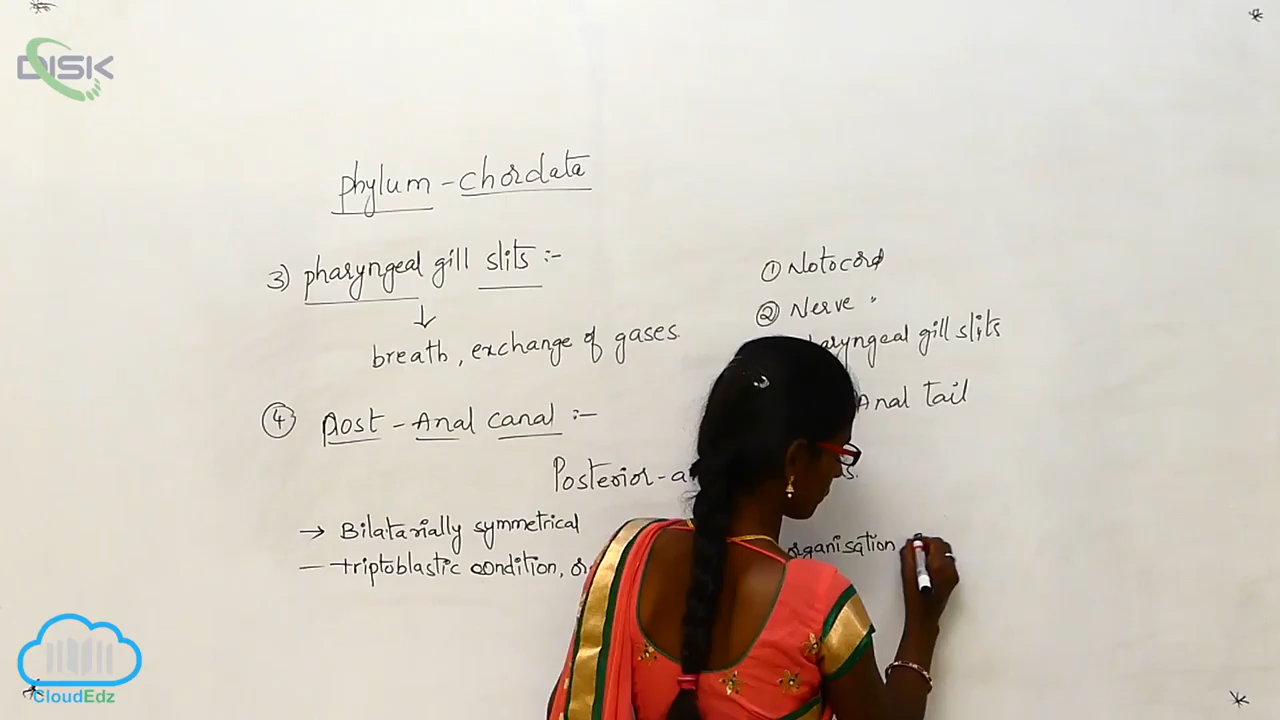 DISK
phylum - chordata
3) pharyngeal gill slits :-
breath, exchange of gases
④ post - Anal canal :-
Posterior -
→ Bilatarially symmetrical
— triptoblastic condition, organisation
① Notocord
② Nerve "
pharyngeal gill slits
Anal tail
CloudEdz